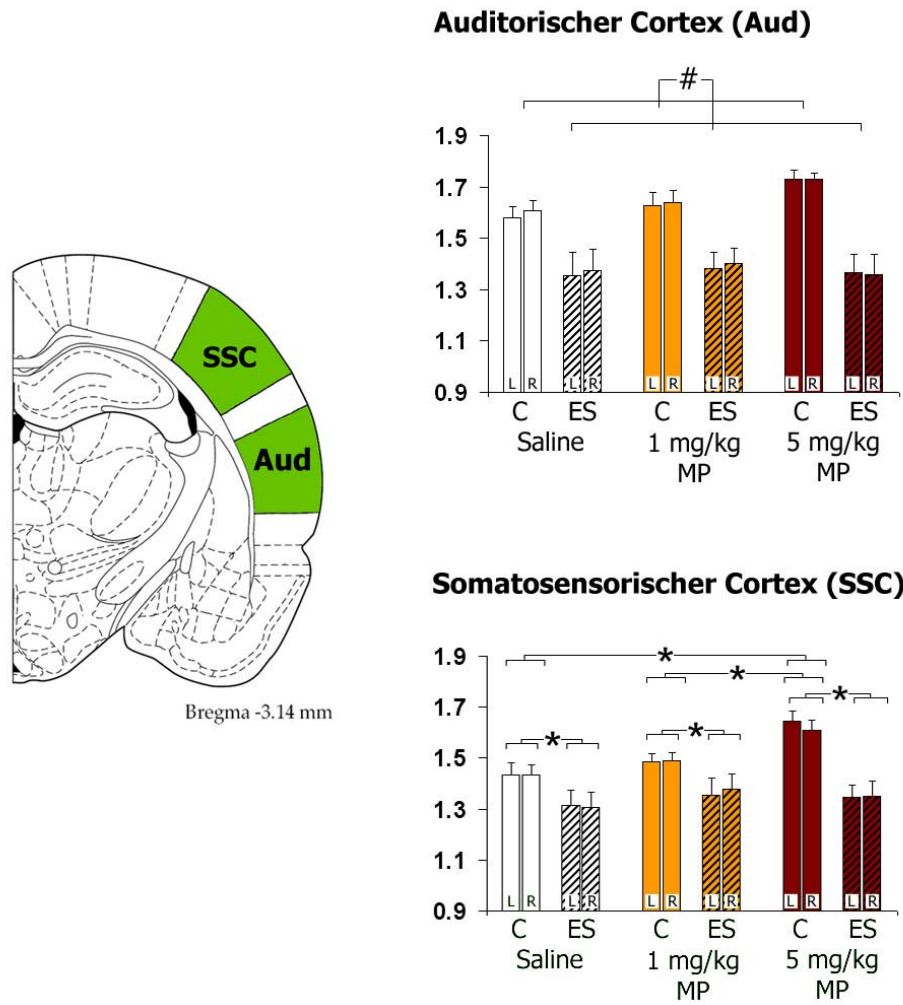 Auditorischer Cortex (Aud)
#
1.9
1.7
1.5
1.3
1.1
0.9
L R L R L R L R L R L R
C ES C ES C ES
Saline 1 mg/kg MP 5 mg/kg MP
SSC
Aud
Bregma -3.14 mm
Somatosensorischer Cortex (SSC)
*
*
*
* *
1.9
1.7
1.5
1.3
1.1
0.9
L R L R L R L R L R L R
C ES C ES C ES
Saline 1 mg/kg MP 5 mg/kg MP